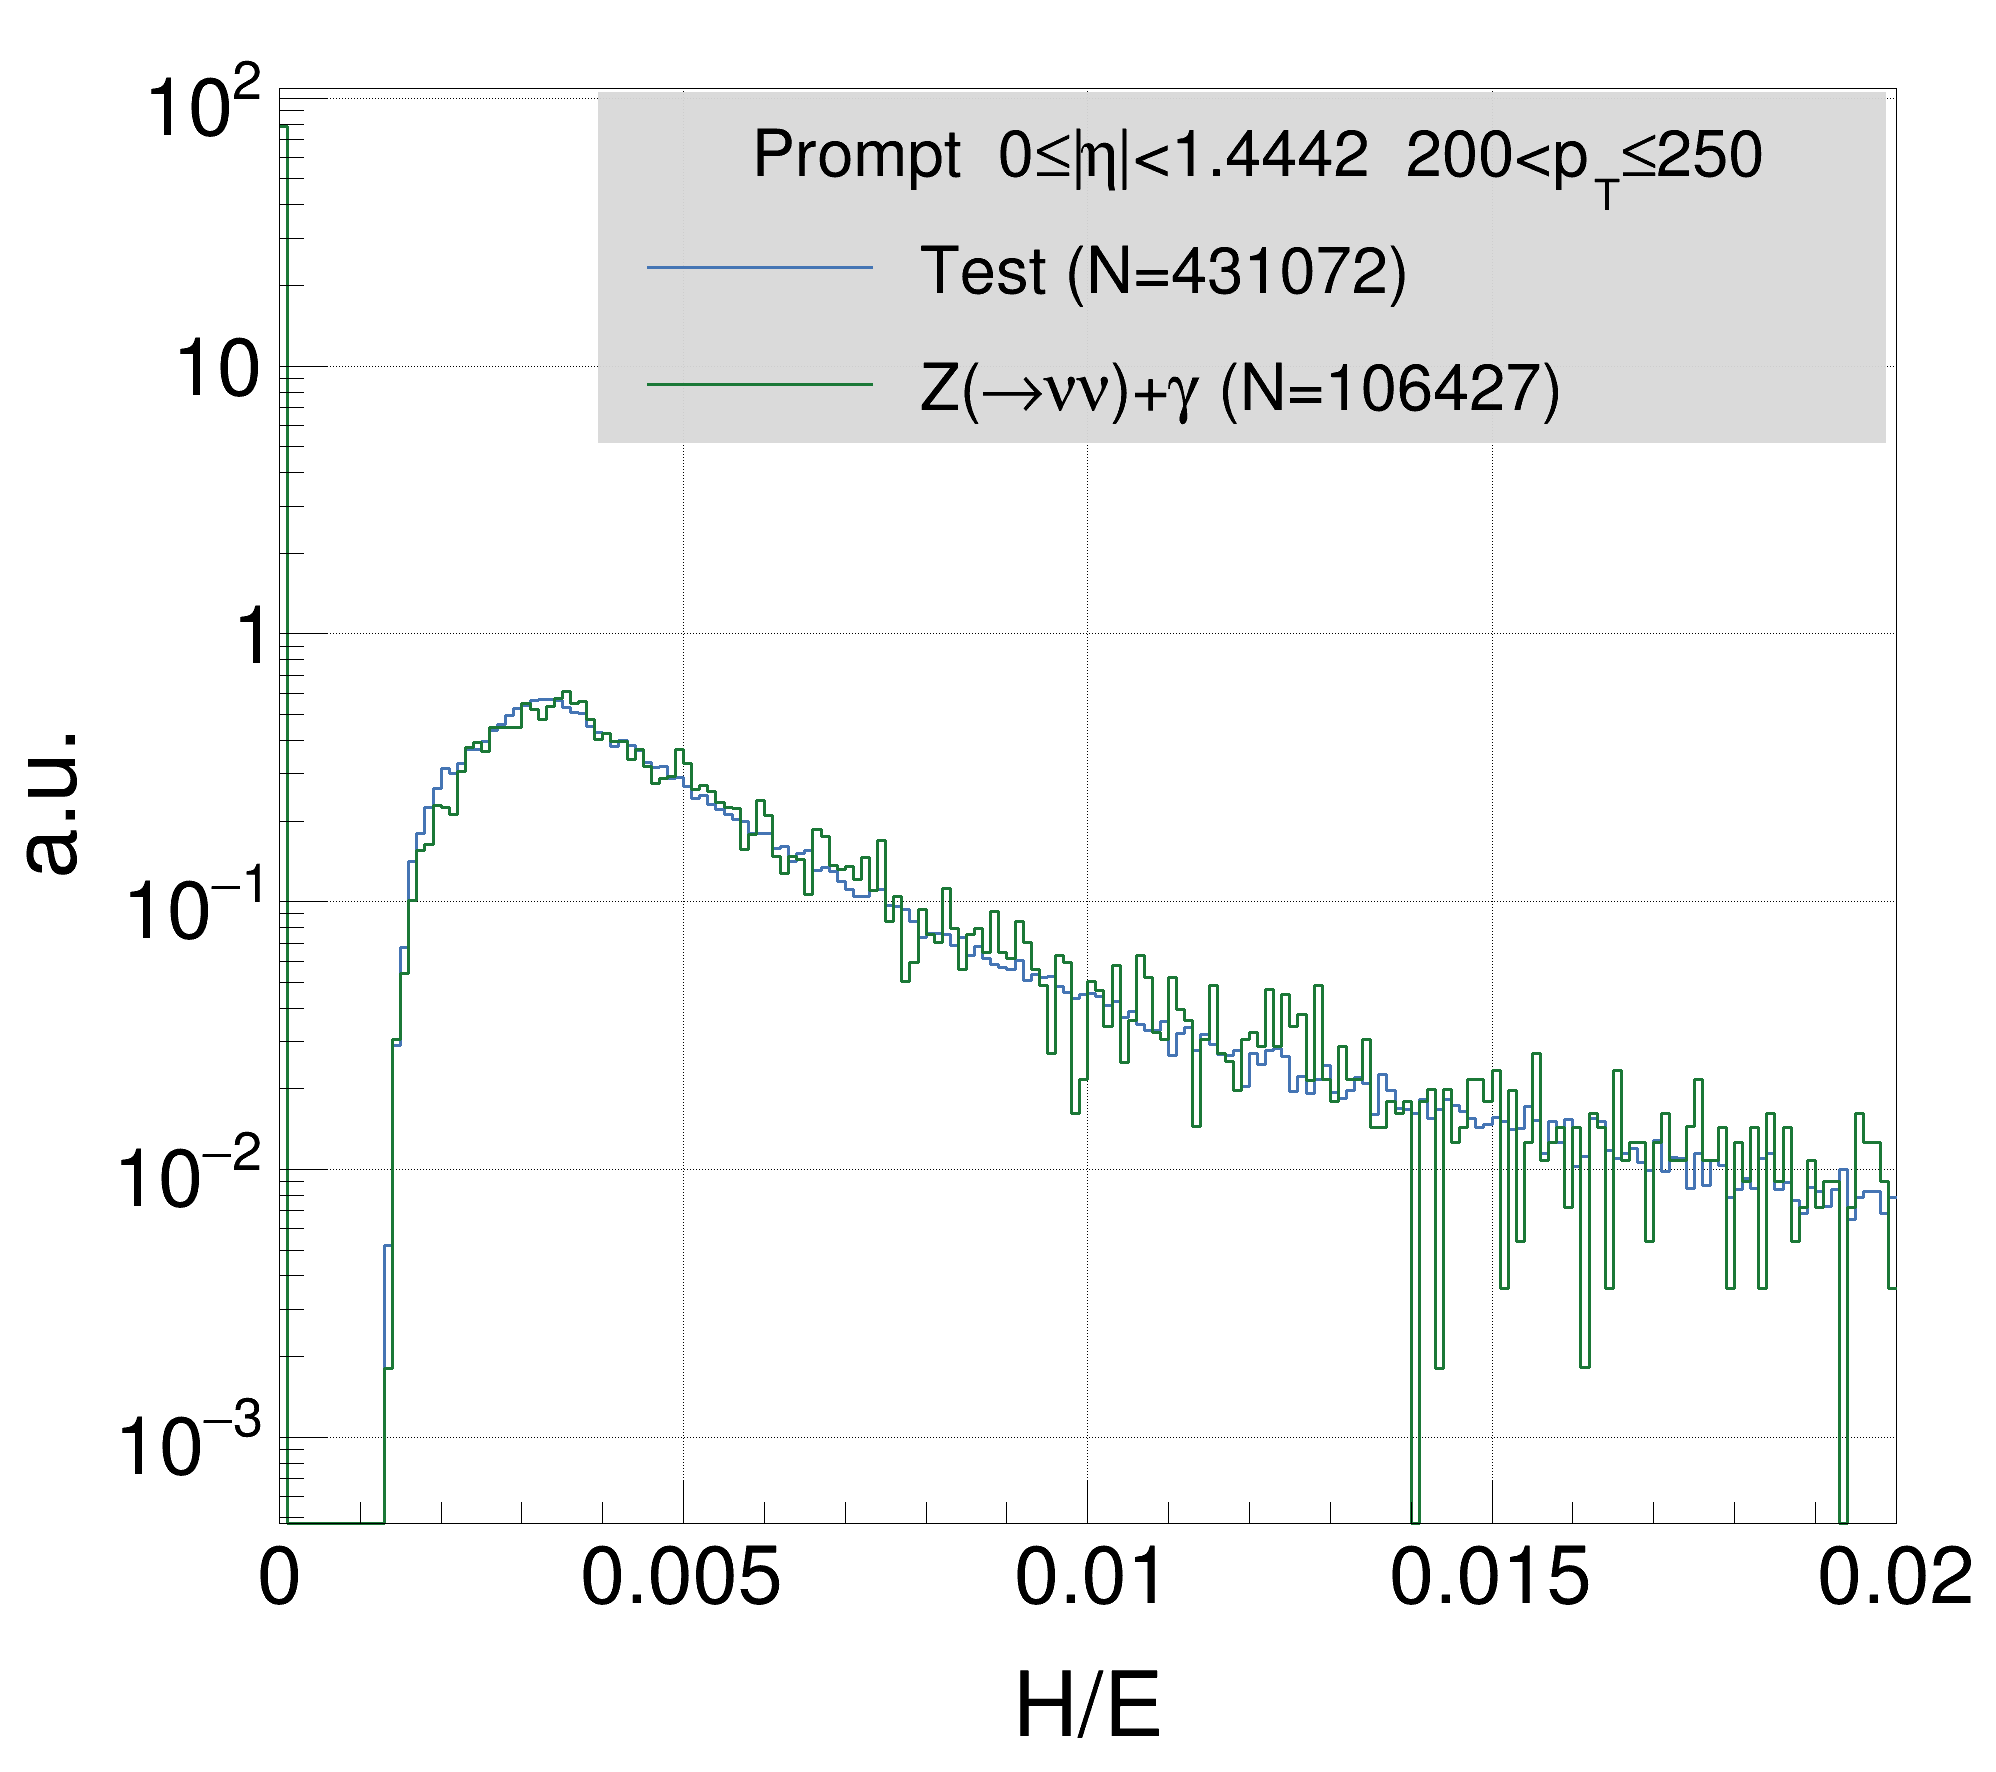 10²
10
1
10⁻¹
10⁻²
10⁻³
a.u.
Prompt 0≤|η|<1.4442 200<p_T≤250
Test (N=431072)
Z(→νν)+γ (N=106427)
0 0.005 0.01 0.015 0.02
H/E